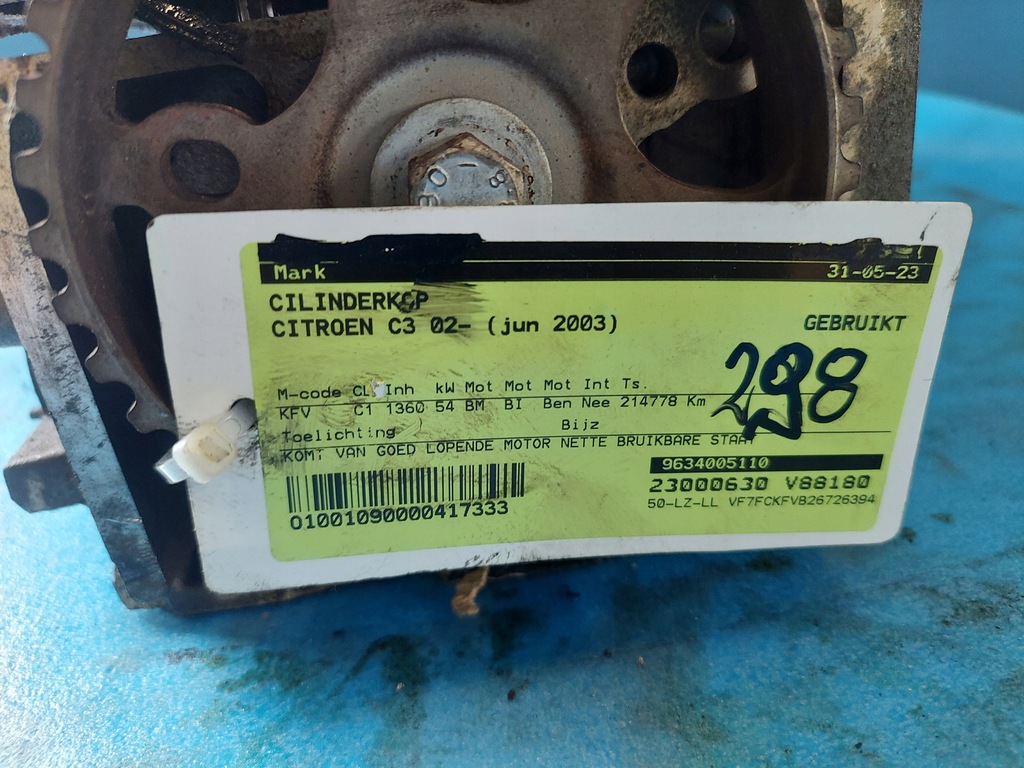 8
Mark 31-05-23
CILINDERKOP
CITROEN C3 02- (jun 2003) GEBRUIKT
298
M-code CL Inh kW Mot Mot Mot Int Ts.
KFV C1 1360 54 BM BI Ben Nee 214778 Km
Toelichting Bijz
KOM: VAN GOED LOPENDE MOTOR NETTE BRUIKBARE STAAT
9634005110
23000630 V88180
50-LZ-LL VF7FCKFVB26726394
01001090000417333